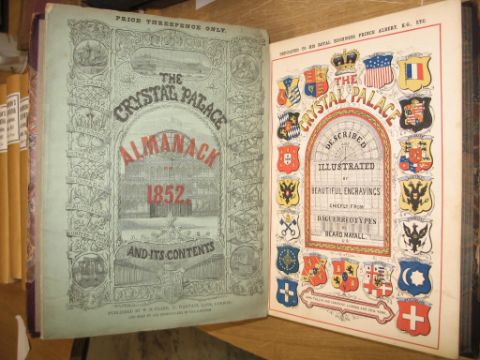 PRICE THREEPENCE ONLY.
THE
CRYSTAL PALACE
ALMANACK
1852.
AND ITS CONTENTS
DEDICATED TO HIS ROYAL HIGHNESS PRINCE ALBERT, K.G. ETC.
THE
CRYSTAL PALACE
DESCRIBED
ILLUSTRATED
BY
BEAUTIFUL ENGRAVINGS
CHIEFLY FROM
DAGUERREOTYPES
BY
BEARD, MAYALL,